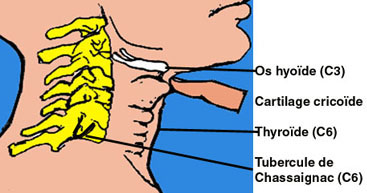 Os hyoïde (C3)
Cartilage cricoïde
Thyroïde (C6)
Tubercule de
Chassaignac (C6)